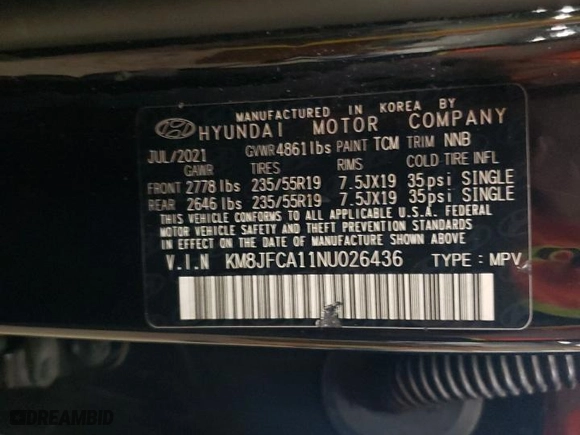 MANUFACTURED IN KOREA BY
HYUNDAI MOTOR COMPANY
JUL/2021 GVWR 4861 lbs PAINT TCM TRIM NNB
GAWR TIRES RIMS COLD TIRE INFL
FRONT 2778 lbs 235/55R19 7.5JX19 35psi SINGLE
REAR 2646 lbs 235/55R19 7.5JX19 35psi SINGLE
THIS VEHICLE CONFORMS TO ALL APPLICABLE U.S.A. FEDERAL
MOTOR VEHICLE SAFETY AND THEFT PREVENTION STANDARDS
IN EFFECT ON THE DATE OF MANUFACTURE SHOWN ABOVE.
V.I.N KM8JFCA11NU026436 TYPE : MPV
DREAMBID